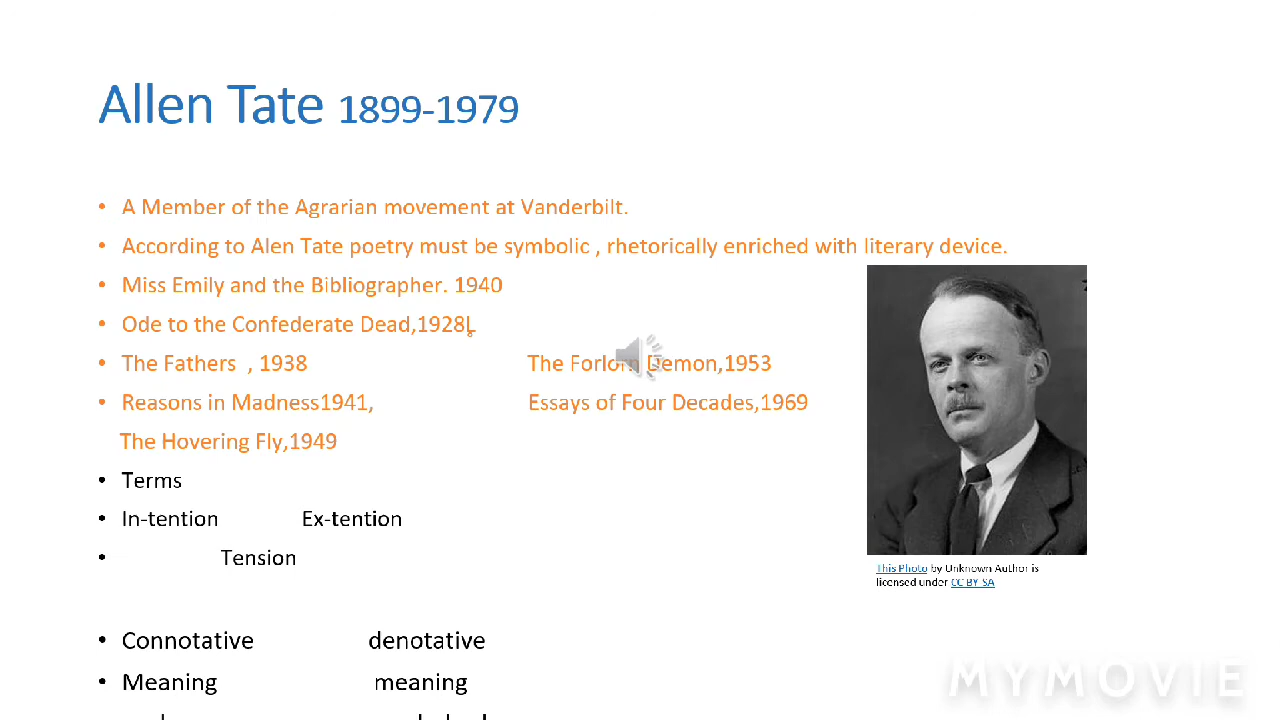 Allen Tate 1899-1979
• A Member of the Agrarian movement at Vanderbilt.
• According to Alen Tate poetry must be symbolic , rhetorically enriched with literary device.
• Miss Emily and the Bibliographer. 1940
• Ode to the Confederate Dead,1928
• The Fathers , 1938 The Forlorn Demon,1953
• Reasons in Madness1941, Essays of Four Decades,1969
The Hovering Fly,1949
• Terms
• In-tention Ex-tention
• Tension
• Connotative denotative
• Meaning meaning
This Photo by Unknown Author is
licensed under CC BY-SA
MYMOVIE